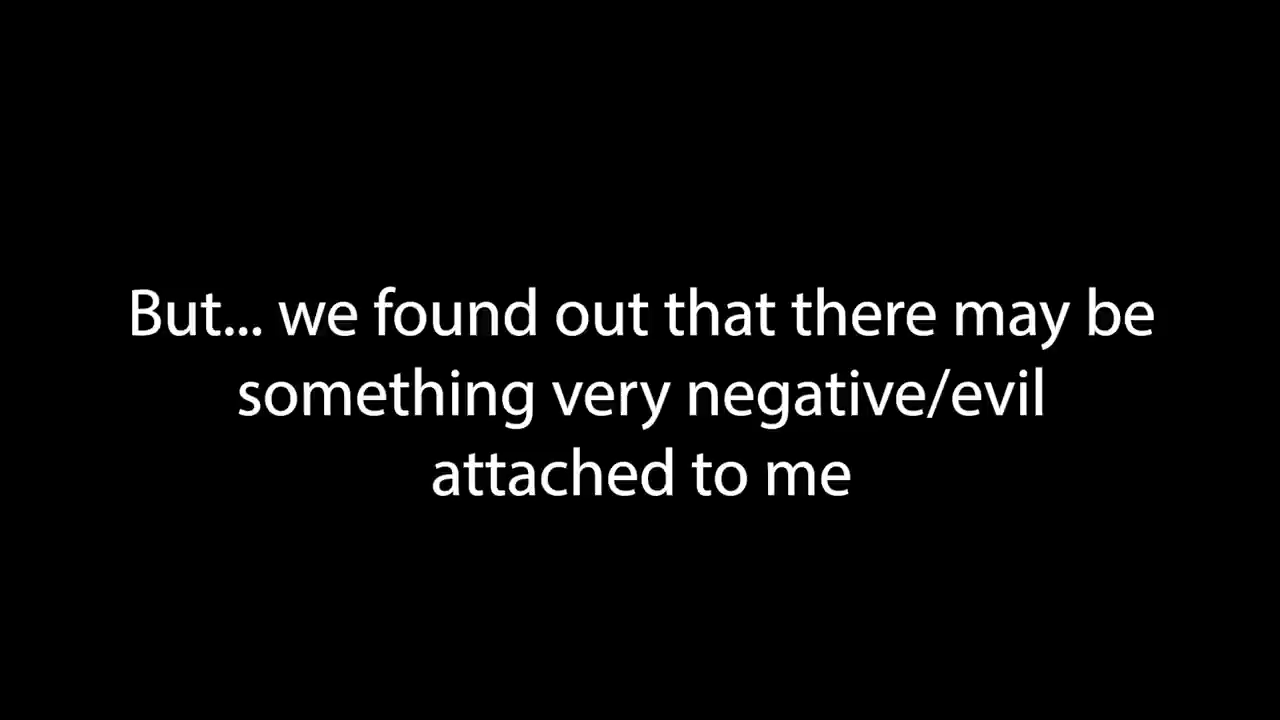 But... we found out that there may be
something very negative/evil
attached to me